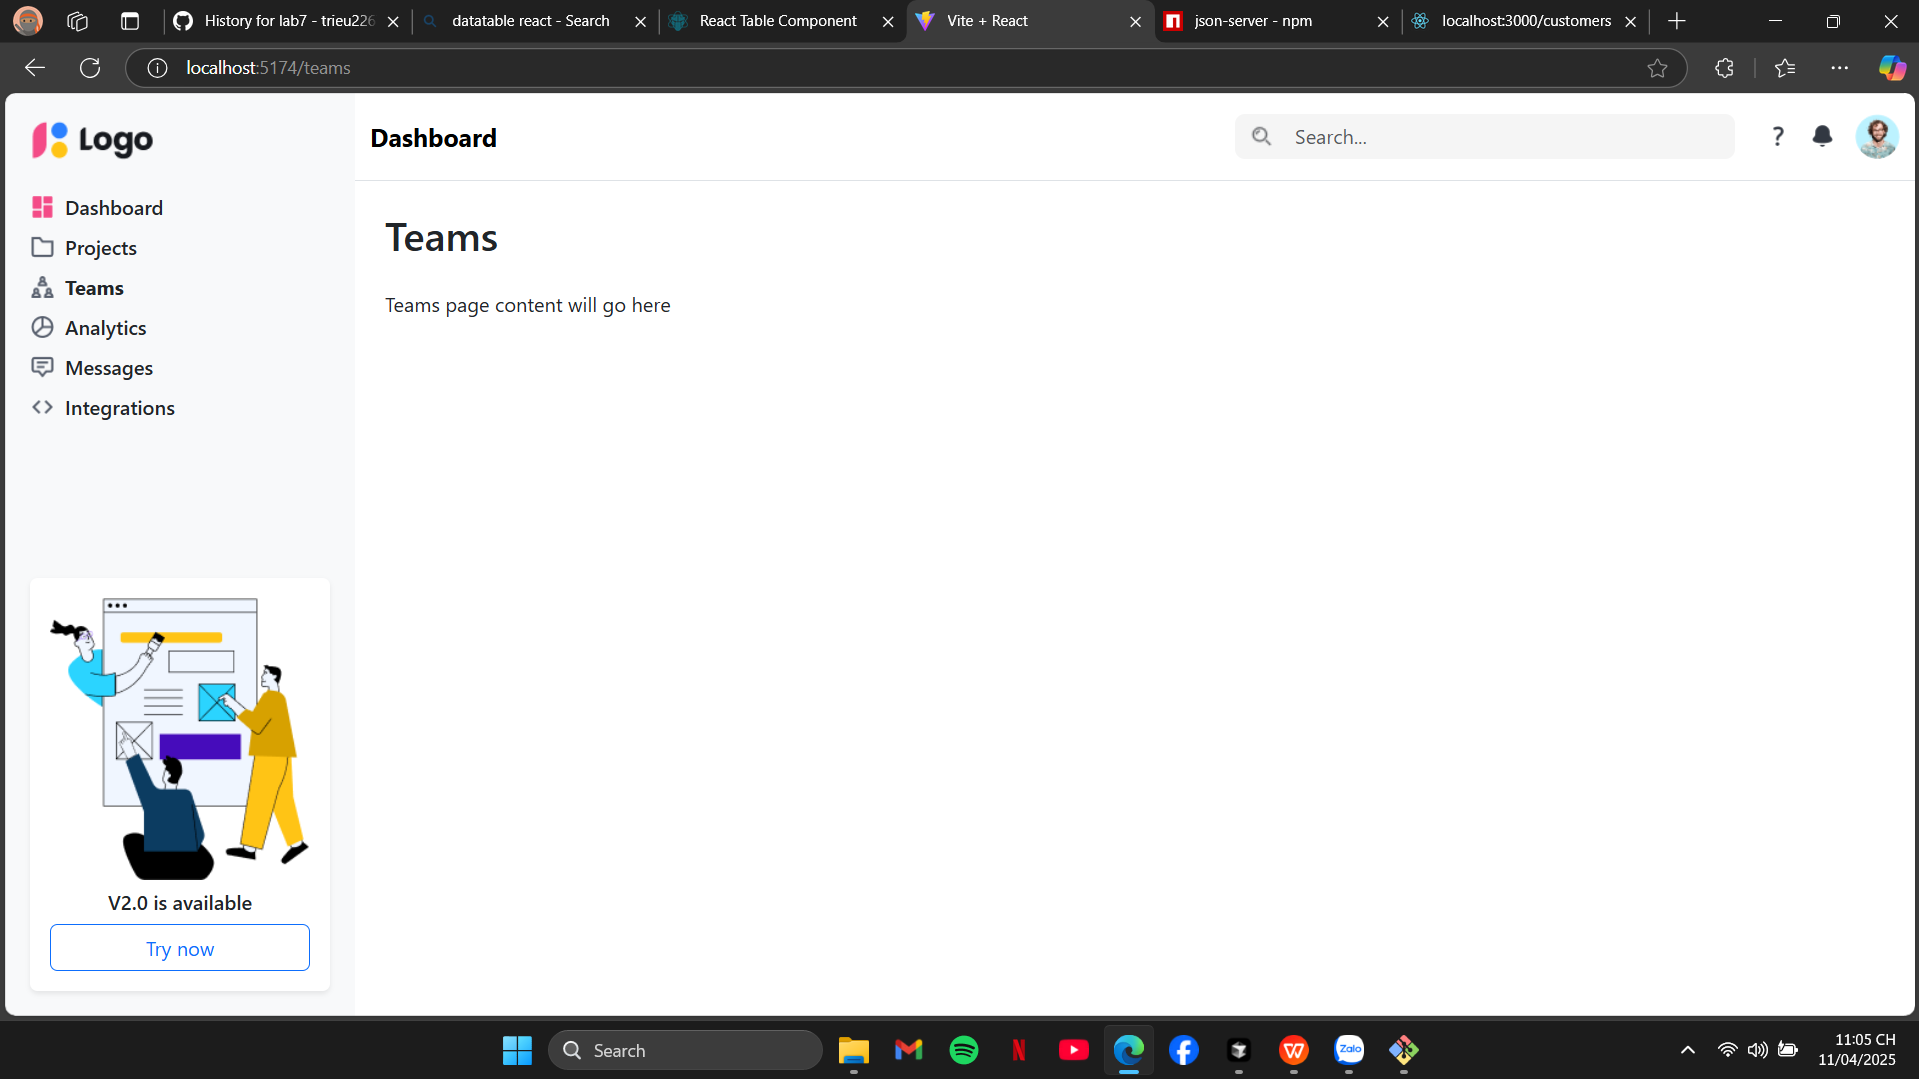 History for lab7 - trieu226
datatable react - Search
React Table Component
Vite + React
json-server - npm
localhost:3000/customers
localhost:5174/teams
Logo
Dashboard
Search...
?
Dashboard
Projects
Teams
Analytics
Messages
Integrations
Teams
Teams page content will go here
V2.0 is available
Try now
Search
Zalo
11:05 CH
11/04/2025